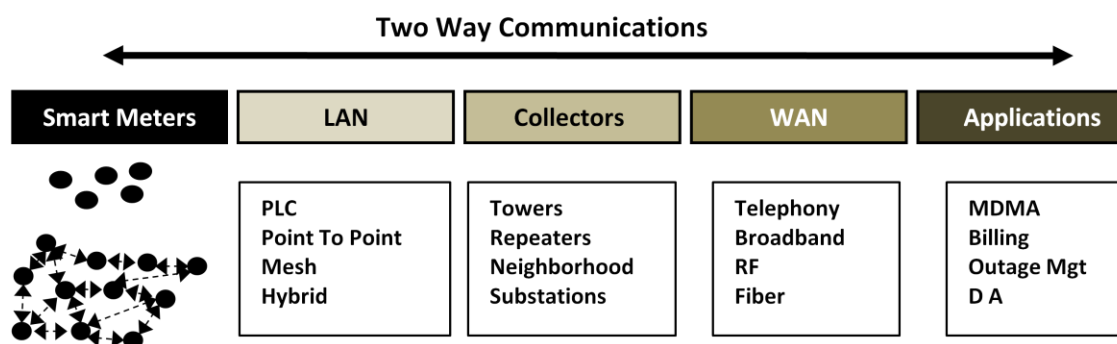 Two Way Communications
Smart Meters
LAN
Collectors
WAN
Applications
PLC
Point To Point
Mesh
Hybrid
Towers
Repeaters
Neighborhood
Substations
Telephony
Broadband
RF
Fiber
MDMA
Billing
Outage Mgt
D A